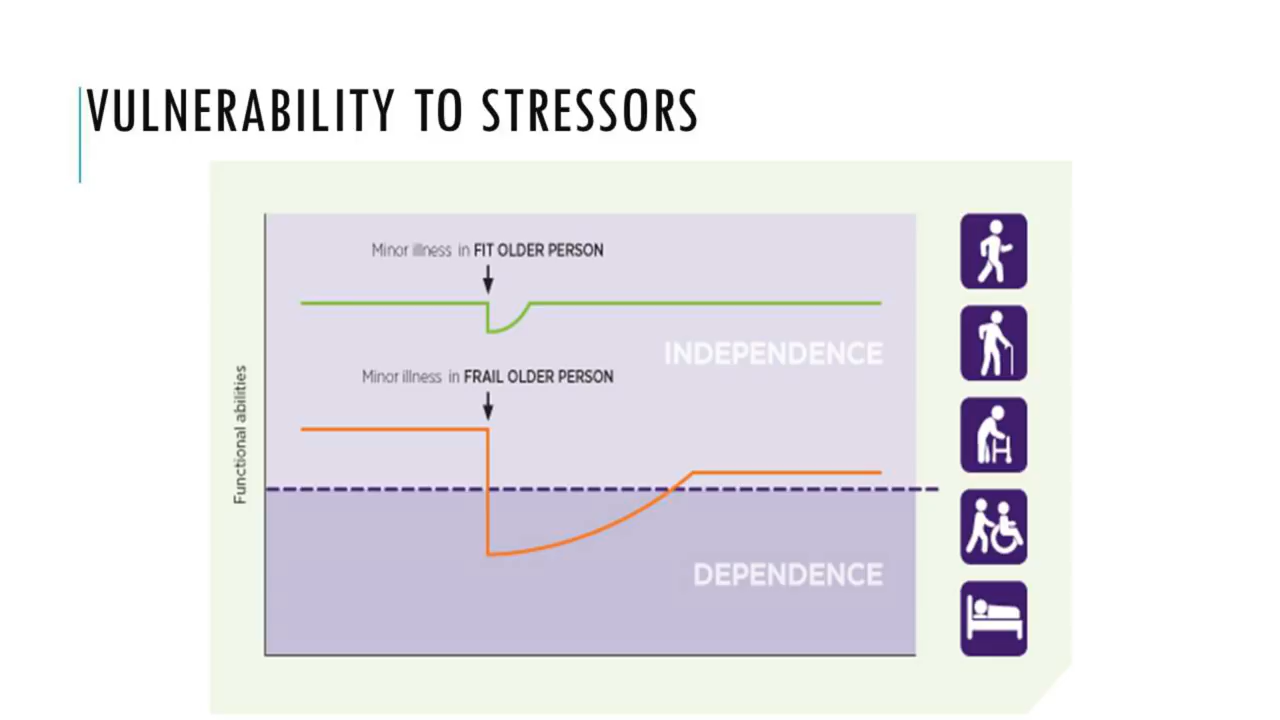 VULNERABILITY TO STRESSORS
Minor illness in FIT OLDER PERSON
INDEPENDENCE
Minor illness in FRAIL OLDER PERSON
Functional abilities
DEPENDENCE